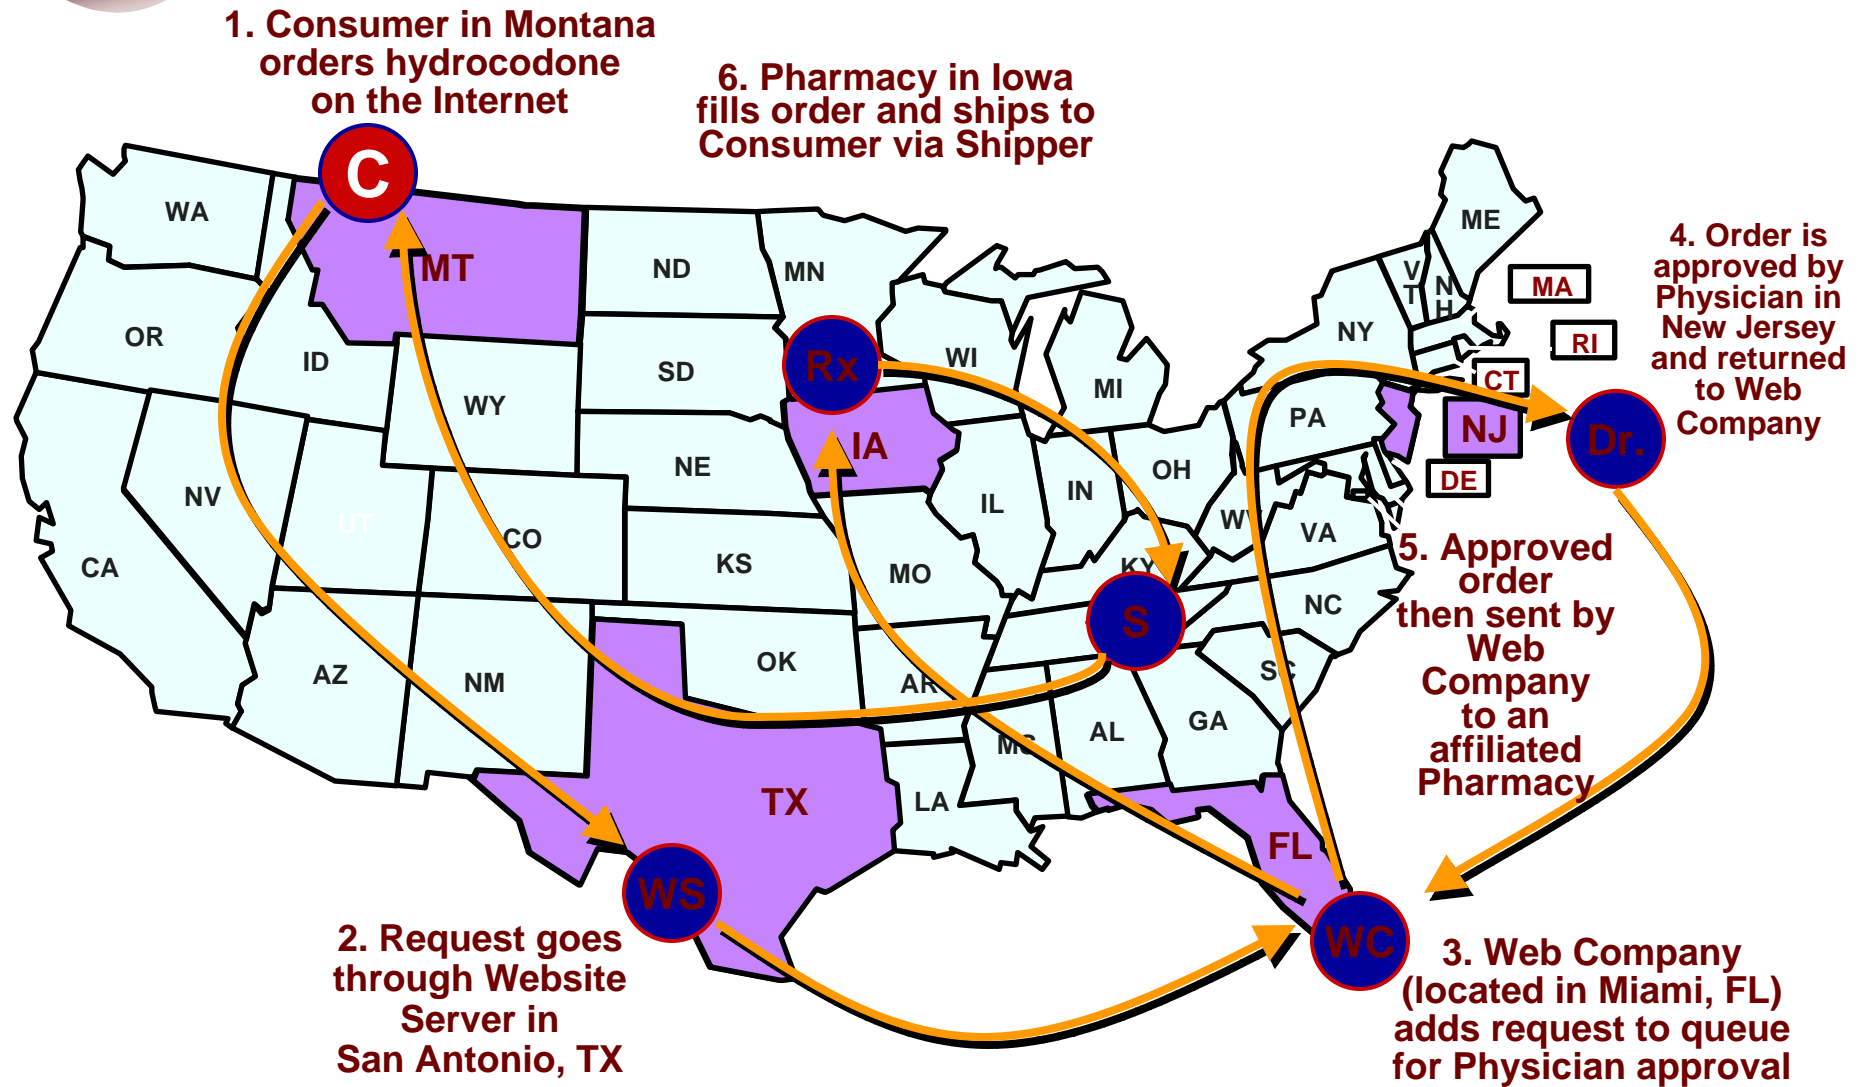 1. Consumer in Montana
orders hydrocodone
on the Internet
6. Pharmacy in Iowa
fills order and ships to
Consumer via Shipper
C
WA
MT
ND
MN
ME
V
T
N
H
MA
4. Order is
approved by
Physician in
New Jersey
and returned
to Web
Company
OR
ID
SD
Rx
WI
MI
NY
RI
CT
WY
IA
PA
NJ
Dr.
DE
NV
UT
CO
NE
IL
IN
OH
WV
VA
CA
KS
MO
KY
5. Approved
order
then sent by
Web
Company
to an
affiliated
Pharmacy
AZ
NM
OK
AR
S
NC
SC
TX
LA
MS
AL
GA
FL
WS
WC
2. Request goes
through Website
Server in
San Antonio, TX
3. Web Company
(located in Miami, FL)
adds request to queue
for Physician approval